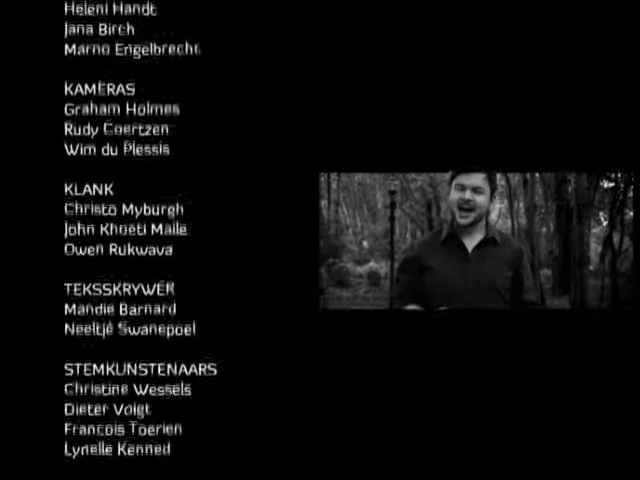 Heleni Handt
Jana Birch
Marno Engelbrecht
KAMERAS
Graham Holmes
Rudy Coertzen
Wim du Plessis
KLANK
Christo Myburgh
John Khoeti Malle
Owen Rukwava
TEKSSKRYWER
Mandie Barnard
Neeltjé Swanepoel
STEMKUNSTENAARS
Christine Wessels
Dieter Voigt
Francois Toerien
Lynelle Kenned